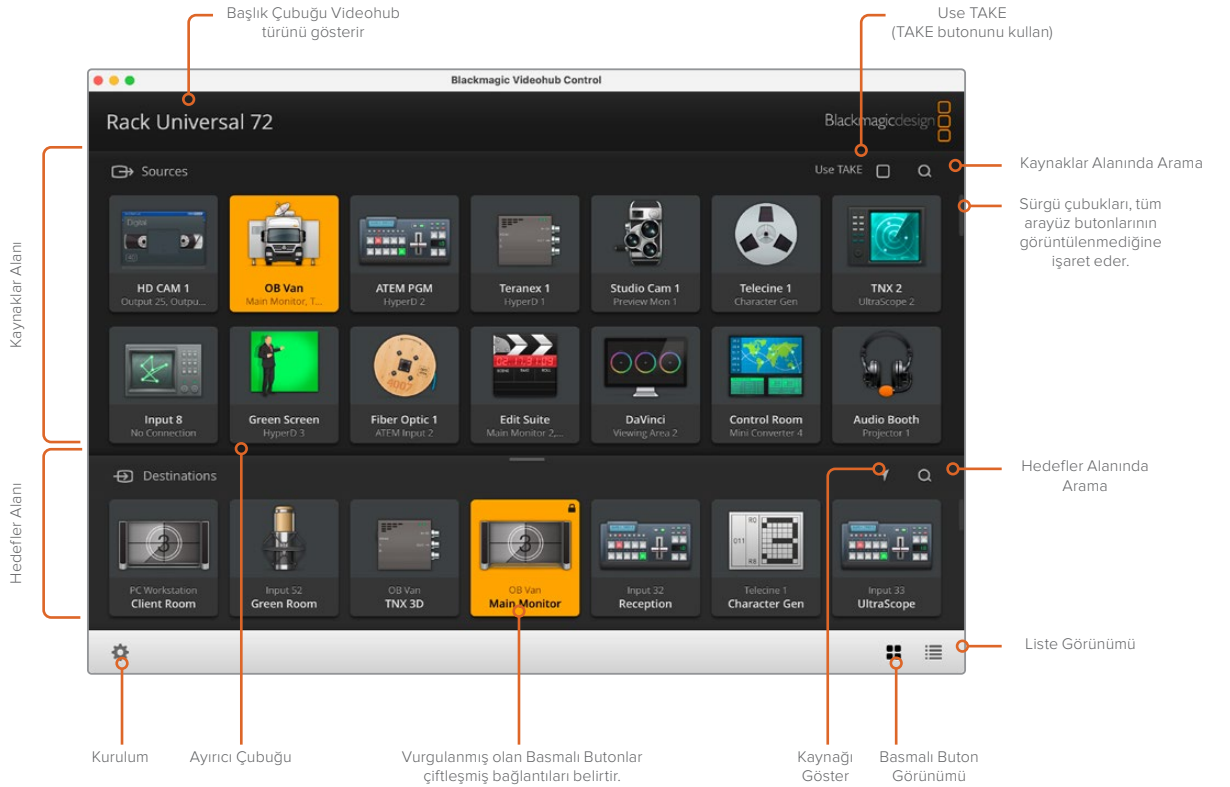 Başlık Çubuğu Videohub
türünü gösterir
Use TAKE
(TAKE butonunu kullan)
Blackmagic Videohub Control
Rack Universal 72
Blackmagicdesign
Kaynaklar Alanı
Sources
Use TAKE
Kaynaklar Alanında Arama
Sürgü çubukları, tüm
arayüz butonlarının
görüntülenmediğine
işaret eder.
Digital
HD CAM 1
Output 25, Outpu...
OB Van
Main Monitor, T...
ATEM PGM
HyperD 2
Teranex 1
HyperD 1
Studio Cam 1
Preview Mon 1
Telecine 1
Character Gen
TNX 2
UltraScope 2
4007
Input 8
No Connection
Green Screen
HyperD 3
Fiber Optic 1
ATEM Input 2
Edit Suite
Main Monitor 2,...
DaVinci
Viewing Area 2
Control Room
Mini Converter 4
Audio Booth
Projector 1
Hedefler Alanı
Destinations
Hedefler Alanında
Arama
3
3
R0
011
R8
PC Workstation
Client Room
Input 52
Green Room
OB Van
TNX 3D
OB Van
Main Monitor
Input 32
Reception
Telecine 1
Character Gen
Input 33
UltraScope
Liste Görünümü
Kurulum
Ayırıcı Çubuğu
Vurgulanmış olan Basmalı Butonlar
çiftleşmiş bağlantıları belirtir.
Kaynağı
Göster
Basmalı Buton
Görünümü